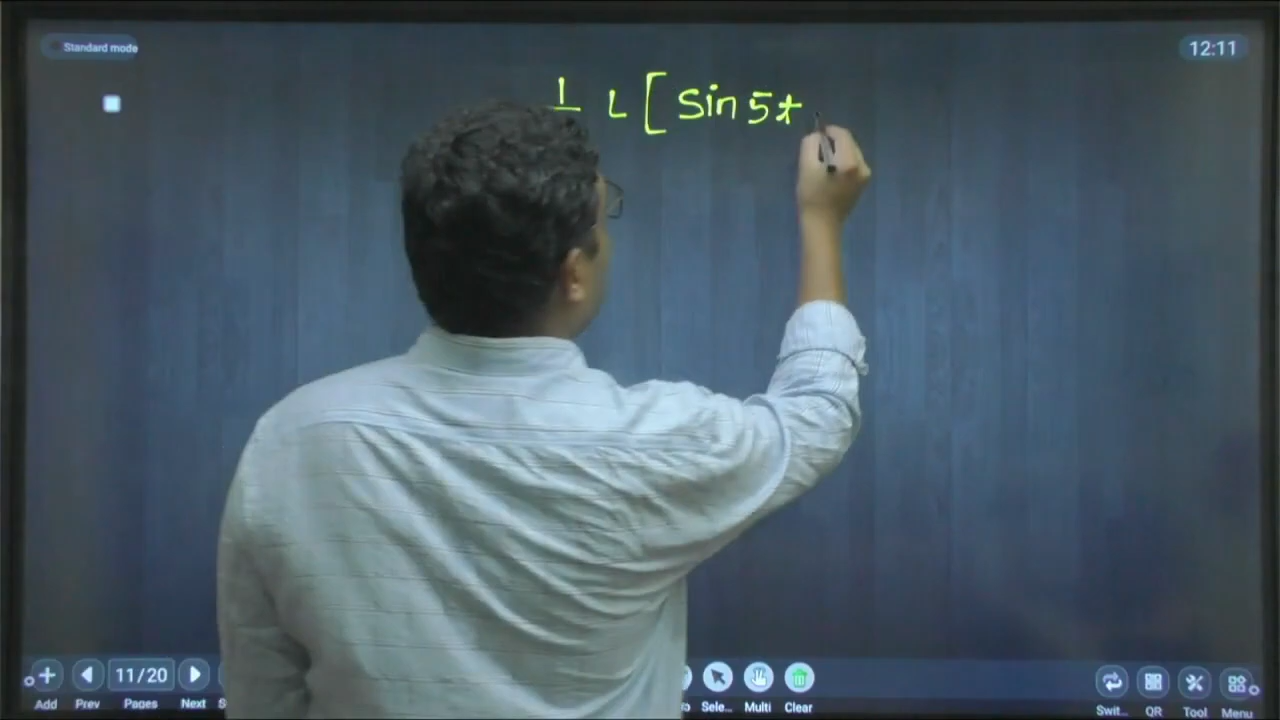 Standard mode
12:11
1 L [ Sin 5t
11/20
Add Prev Pages Next Sele... Multi Clear Swit... QR Tool Menu